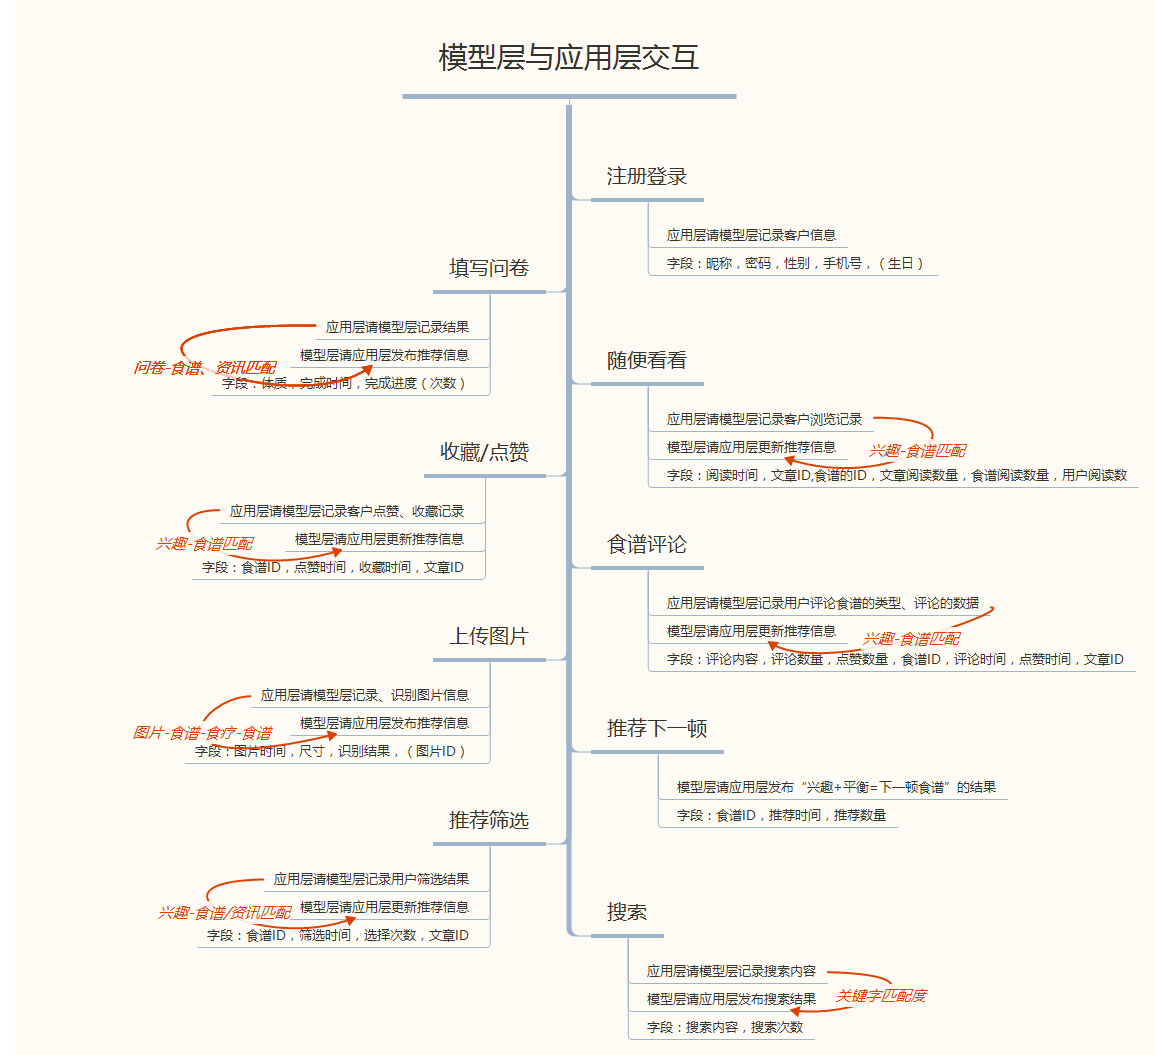 模型层与应用层交互
注册登录
应用层请模型层记录客户信息
字段：昵称，密码，性别，手机号，（生日）
填写问卷
应用层请模型层记录结果
模型层请应用层发布推荐信息
问卷-食谱、资讯匹配
字段：体质，完成时间，完成进度（次数）
随便看看
应用层请模型层记录客户浏览记录
模型层请应用层更新推荐信息
兴趣-食谱匹配
字段：阅读时间，文章ID,食谱的ID，文章阅读数量，食谱阅读数量，用户阅读数
收藏/点赞
应用层请模型层记录客户点赞、收藏记录
模型层请应用层更新推荐信息
兴趣-食谱匹配
字段：食谱ID，点赞时间，收藏时间，文章ID
食谱评论
应用层请模型层记录用户评论食谱的类型、评论的数据
模型层请应用层更新推荐信息
兴趣-食谱匹配
字段：评论内容，评论数量，点赞数量，食谱ID，评论时间，点赞时间，文章ID
上传图片
应用层请模型层记录、识别图片信息
模型层请应用层发布推荐信息
图片-食谱-食疗-食谱
字段：图片时间，尺寸，识别结果，（图片ID）
推荐下一顿
模型层请应用层发布“兴趣+平衡=下一顿食谱”的结果
字段：食谱ID，推荐时间，推荐数量
推荐筛选
应用层请模型层记录用户筛选结果
模型层请应用层更新推荐信息
兴趣-食谱/资讯匹配
字段：食谱ID，筛选时间，选择次数，文章ID
搜索
应用层请模型层记录搜索内容
模型层请应用层发布搜索结果
关键字匹配度
字段：搜索内容，搜索次数